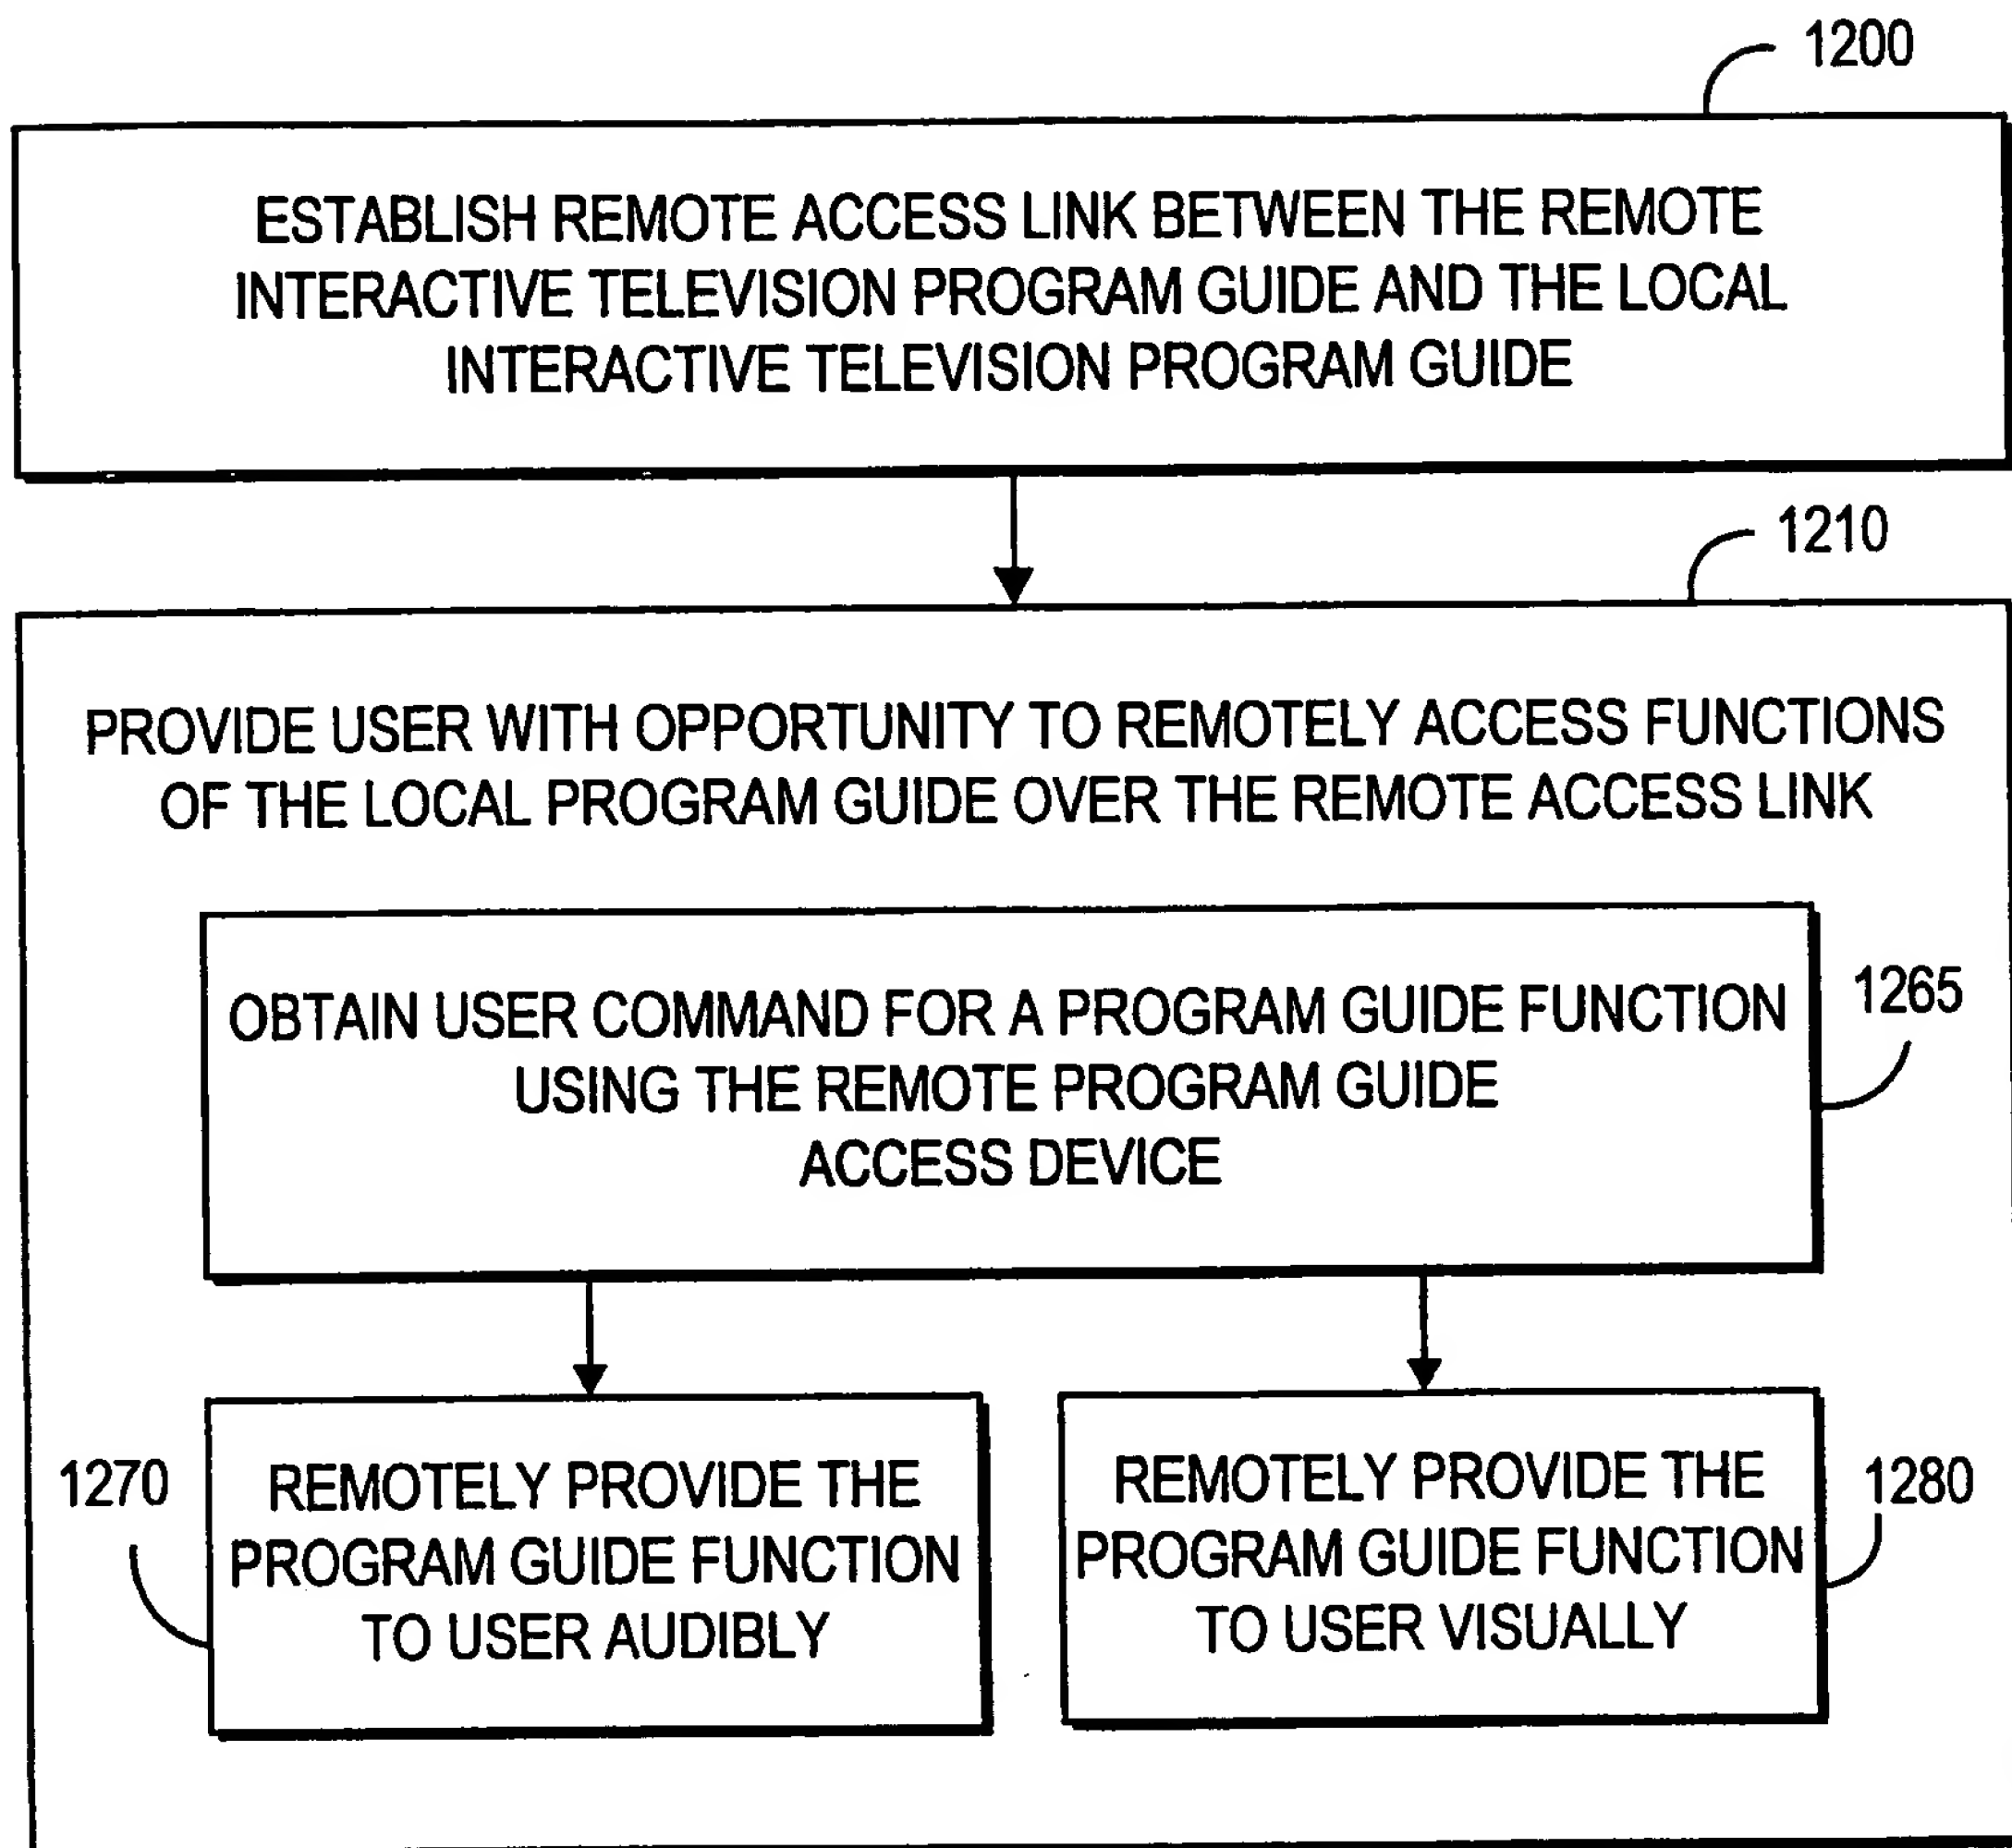 1200
ESTABLISH REMOTE ACCESS LINK BETWEEN THE REMOTE
INTERACTIVE TELEVISION PROGRAM GUIDE AND THE LOCAL
INTERACTIVE TELEVISION PROGRAM GUIDE
1210
PROVIDE USER WITH OPPORTUNITY TO REMOTELY ACCESS FUNCTIONS
OF THE LOCAL PROGRAM GUIDE OVER THE REMOTE ACCESS LINK
OBTAIN USER COMMAND FOR A PROGRAM GUIDE FUNCTION
USING THE REMOTE PROGRAM GUIDE
ACCESS DEVICE
1265
1270
REMOTELY PROVIDE THE
PROGRAM GUIDE FUNCTION
TO USER AUDIBLY
REMOTELY PROVIDE THE
PROGRAM GUIDE FUNCTION
TO USER VISUALLY
1280